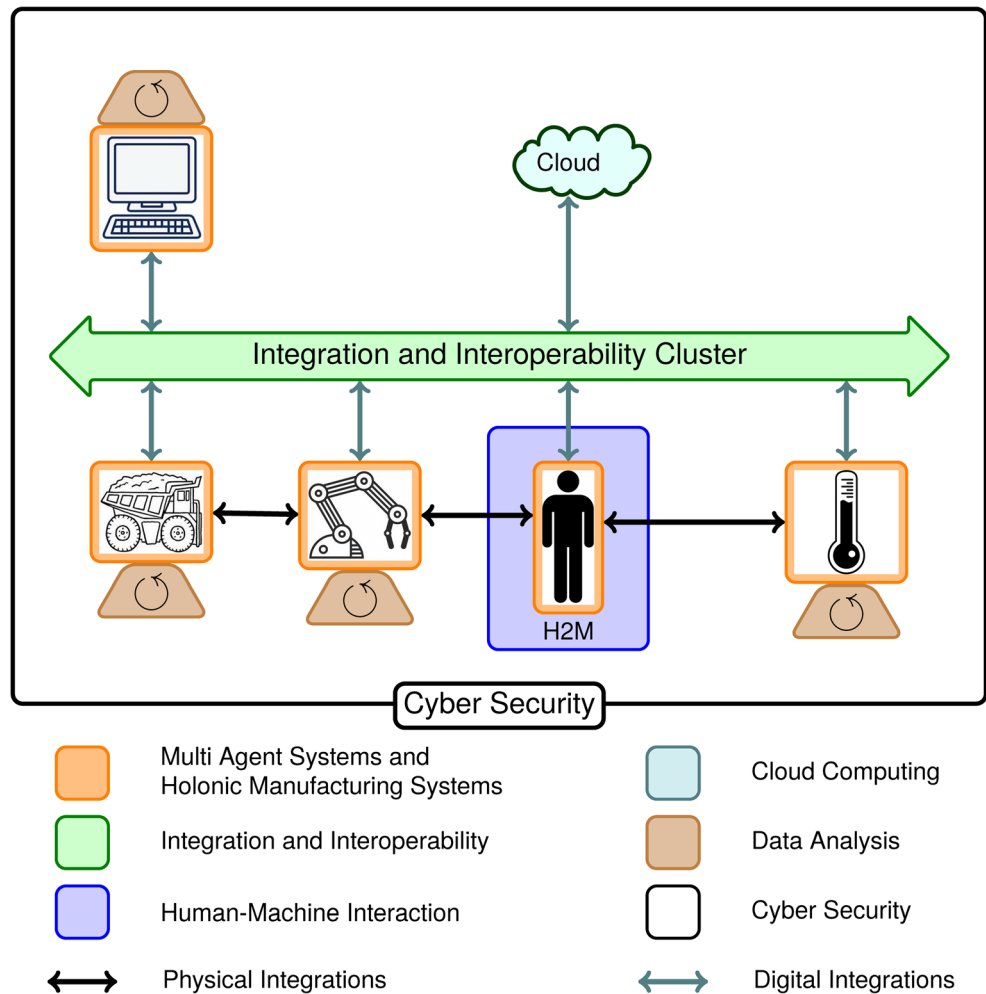 Cloud
Integration and Interoperability Cluster
H2M
Cyber Security
Multi Agent Systems and
Holonic Manufacturing Systems
Cloud Computing
Integration and Interoperability
Data Analysis
Human-Machine Interaction
Cyber Security
Physical Integrations
Digital Integrations